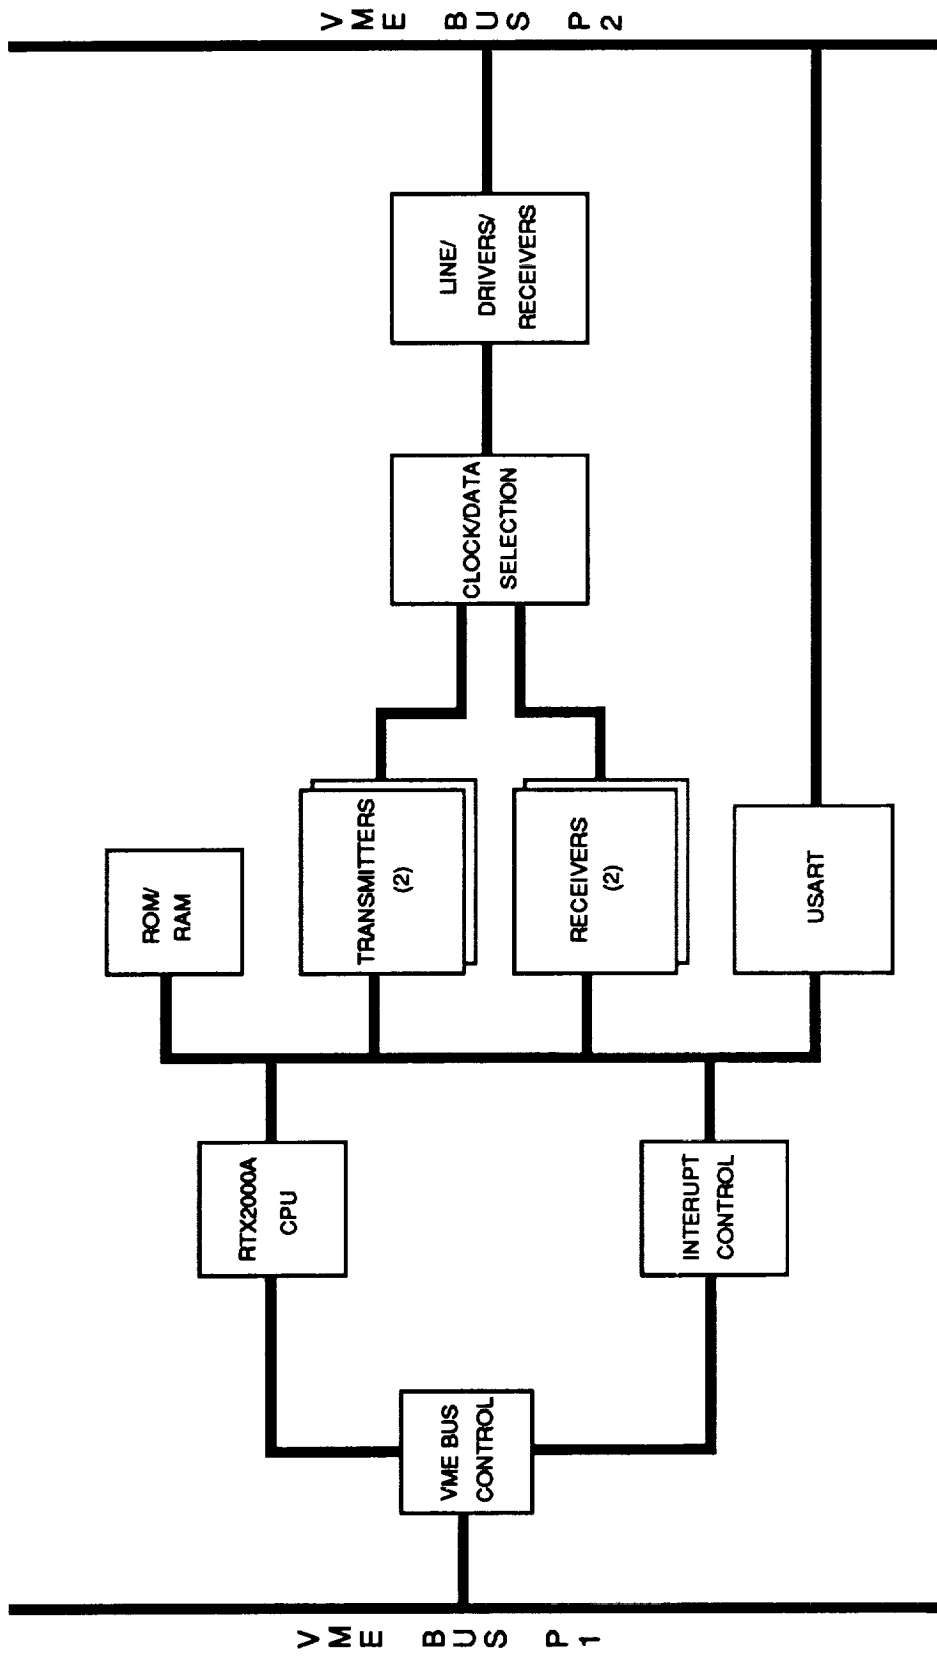 VME BUS P1
VME BUS
CONTROL
RTX2000A
CPU
INTERUPT
CONTROL
ROM/
RAM
TRANSMITTERS
(2)
RECEIVERS
(2)
USART
CLOCK/DATA
SELECTION
LINE/
DRIVERS/
RECEIVERS
VME BUS P2